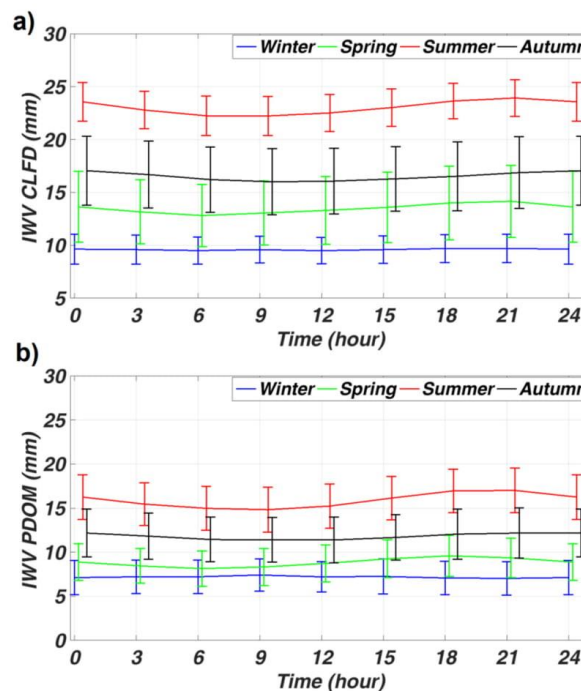 a)
30
Winter Spring Summer Autumn
25
20
15
10
5
IWV CLFD (mm)
0 3 6 9 12 15 18 21 24
Time (hour)
b)
30
Winter Spring Summer Autumn
25
20
15
10
5
0
IWV PDOM (mm)
0 3 6 9 12 15 18 21 24
Time (hour)